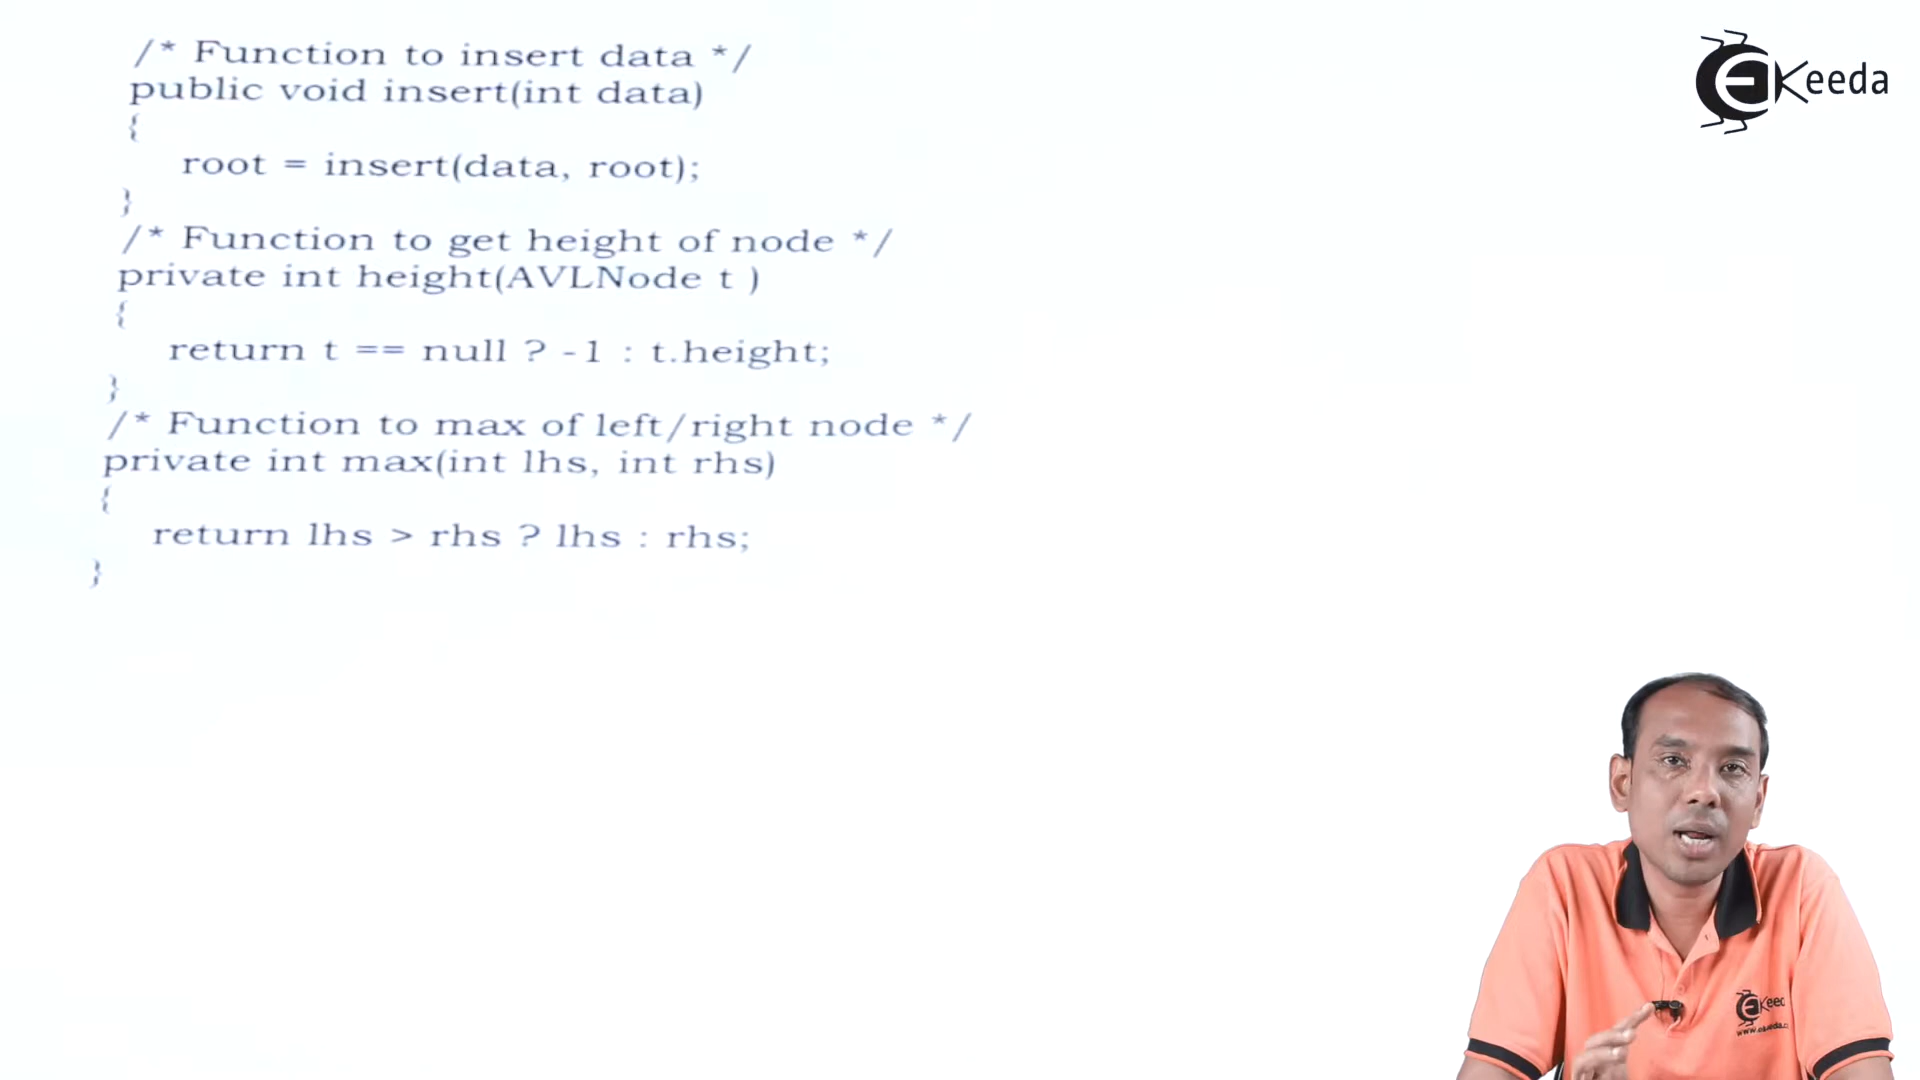 /* Function to insert data */
public void insert(int data)
{
root = insert(data, root);
}
/* Function to get height of node */
private int height(AVLNode t )
{
return t == null ? -1 : t.height;
}
/* Function to max of left/right node */
private int max(int lhs, int rhs)
{
return lhs > rhs ? lhs : rhs;
}
EKeeda